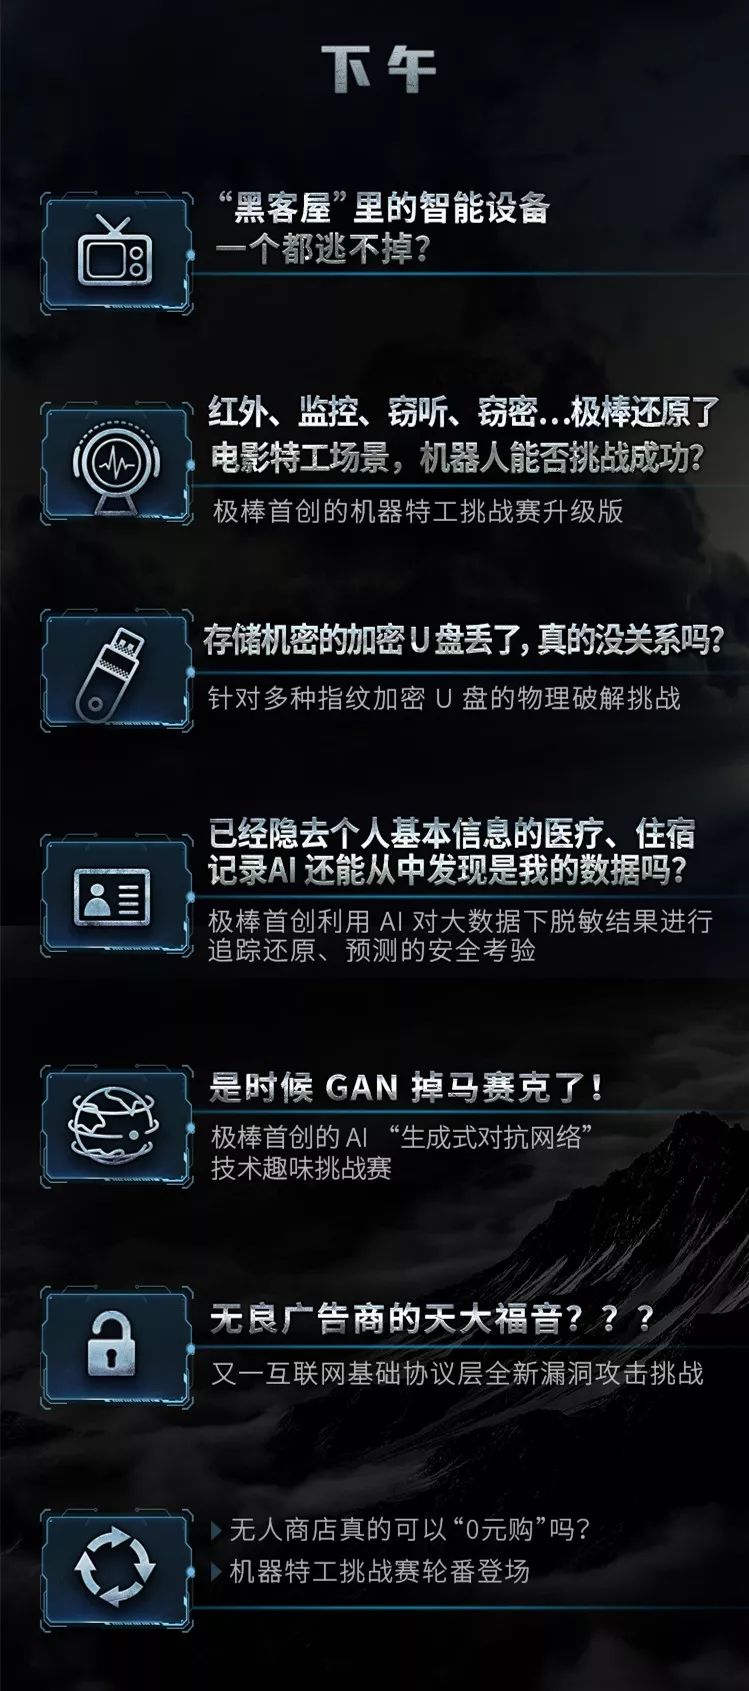 下午
“黑客屋”里的智能设备
一个都逃不掉？
红外、监控、窃听、窃密...极棒还原了
电影特工场景，机器人能否挑战成功？
极棒首创的机器特工挑战赛升级版
存储机密的加密U盘丢了,真的没关系吗？
针对多种指纹加密 U 盘的物理破解挑战
已经隐去个人基本信息的医疗、住宿
记录AI 还能从中发现是我的数据吗？
极棒首创利用 AI 对大数据下脱敏结果进行
追踪还原、预测的安全考验
是时候 GAN 掉马赛克了！
极棒首创的 AI “生成式对抗网络”
技术趣味挑战赛
无良广告商的天大福音？？？
又一互联网基础协议层全新漏洞攻击挑战
无人商店真的可以“0元购”吗？
机器特工挑战赛轮番登场